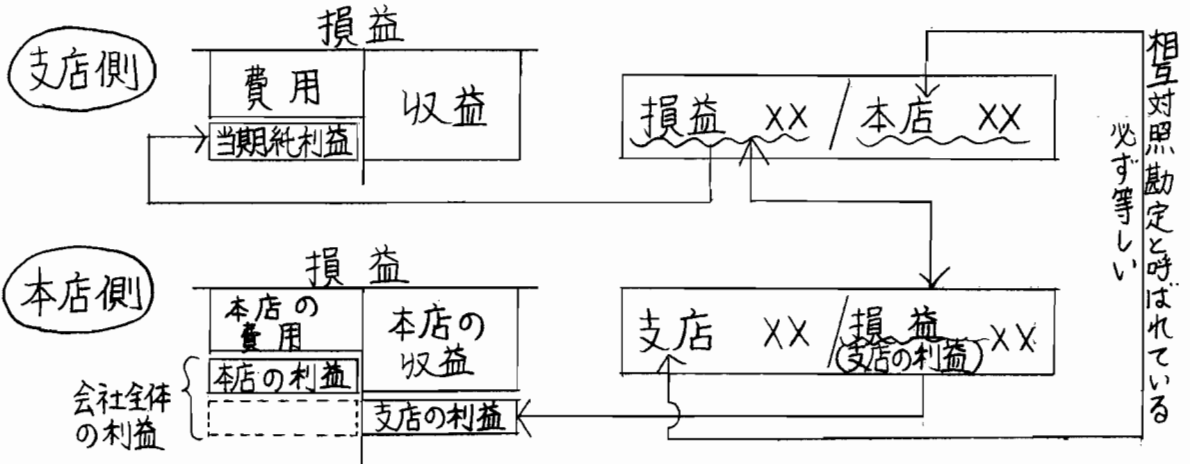 損益
支店側
費用
収益
当期純利益
損益 ××/本店 ××
相互対照勘定と呼ばれている
必ず等しい
損益
本店側
本店の
費用
本店の
収益
本店の利益
支店の利益
会社全体
の利益
支店 ××/損益 ××
(支店の利益)